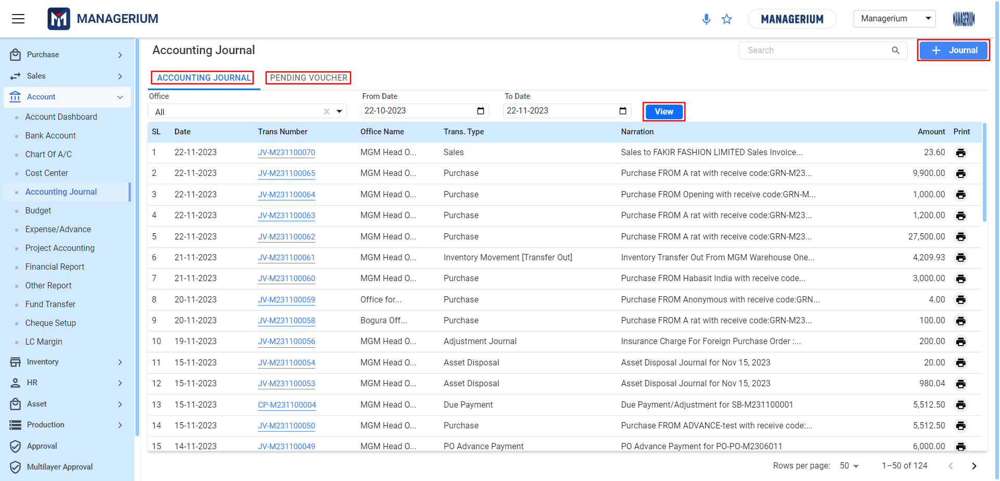 MANAGERIUM
MANAGERIUM
Managerium
MANAGERIUM
Purchase
Sales
Account
Account Dashboard
Bank Account
Chart Of A/C
Cost Center
Accounting Journal
Budget
Expense/Advance
Project Accounting
Financial Report
Other Report
Fund Transfer
Cheque Setup
LC Margin
Inventory
HR
Asset
Production
Approval
Multilayer Approval
Accounting Journal
Search
Journal
ACCOUNTING JOURNAL PENDING VOUCHER
Office From Date To Date
All 22-10-2023 22-11-2023 View
SL Date Trans Number Office Name Trans. Type Narration Amount Print
1 22-11-2023 JV-M231100070 MGM Head O... Sales Sales to FAKIR FASHION LIMITED Sales Invoice... 23.60
2 22-11-2023 JV-M231100065 MGM Head O... Purchase Purchase FROM A rat with receive code:GRN-M23... 9,900.00
3 22-11-2023 JV-M231100064 MGM Head O... Purchase Purchase FROM Opening with receive code:GRN-M... 1,000.00
4 22-11-2023 JV-M231100063 MGM Head O... Purchase Purchase FROM A rat with receive code:GRN-M23... 1,200.00
5 22-11-2023 JV-M231100062 MGM Head O... Purchase Purchase FROM A rat with receive code:GRN-M23... 27,500.00
6 21-11-2023 JV-M231100061 MGM Head O... Inventory Movement [Transfer Out] Inventory Transfer Out From MGM Warehouse One... 4,209.93
7 21-11-2023 JV-M231100060 MGM Head O... Purchase Purchase FROM Habasit India with receive code... 3,000.00
8 20-11-2023 JV-M231100059 Office for... Purchase Purchase FROM Anonymous with receive code:GRN... 4.00
9 20-11-2023 JV-M231100058 Bogura Off... Purchase Purchase FROM A rat with receive code:GRN-M23... 100.00
10 19-11-2023 JV-M231100056 MGM Head O... Adjustment Journal Insurance Charge For Foreign Purchase Order :... 200.00
11 15-11-2023 JV-M231100054 MGM Head O... Asset Disposal Asset Disposal Journal for Nov 15, 2023 20.00
12 15-11-2023 JV-M231100053 MGM Head O... Asset Disposal Asset Disposal Journal for Nov 15, 2023 980.04
13 15-11-2023 CP-M231100004 MGM Head O... Due Payment Due Payment/Adjustment for SB-M231100001 5,512.50
14 15-11-2023 JV-M231100050 MGM Head O... Purchase Purchase FROM ADVANCE-test with receive code:... 5,512.50
15 14-11-2023 JV-M231100049 MGM Head O... PO Advance Payment PO Advance Payment for PO-PO-M2306011 6,000.00
Rows per page: 50 1–50 of 124